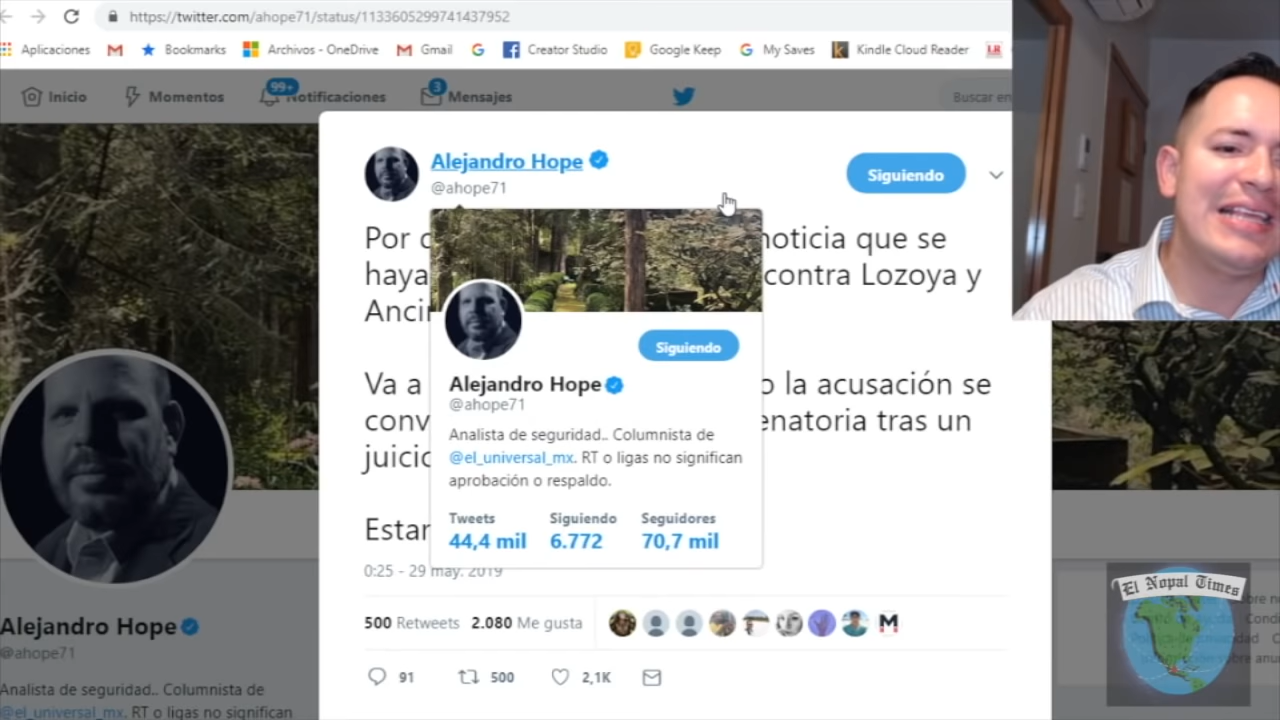 https://twitter.com/ahope71/status/1133605299741437952
Aplicaciones Bookmarks Archivos - OneDrive Gmail Creator Studio Google Keep My Saves Kindle Cloud Reader LR
Inicio Momentos 99+ Notificaciones 3 Mensajes Buscar en
Alejandro Hope
@ahope71
Siguiendo
Por noticia que se
haya contra Lozoya y
Siguiendo
Alejandro Hope
@ahope71
Analista de seguridad.. Columnista de
@el_universal_mx. RT o ligas no significan
aprobación o respaldo.
Tweets Siguiendo Seguidores
44,4 mil 6.772 70,7 mil
Va a la acusación se
tras un
0:25 - 29 may. 2019
500 Retweets 2.080 Me gusta
M
91 500 2,1K
Alejandro Hope
@ahope71
Analista de seguridad.. Columnista de
@el_universal_mx. RT o ligas no significan
El Nopal Times